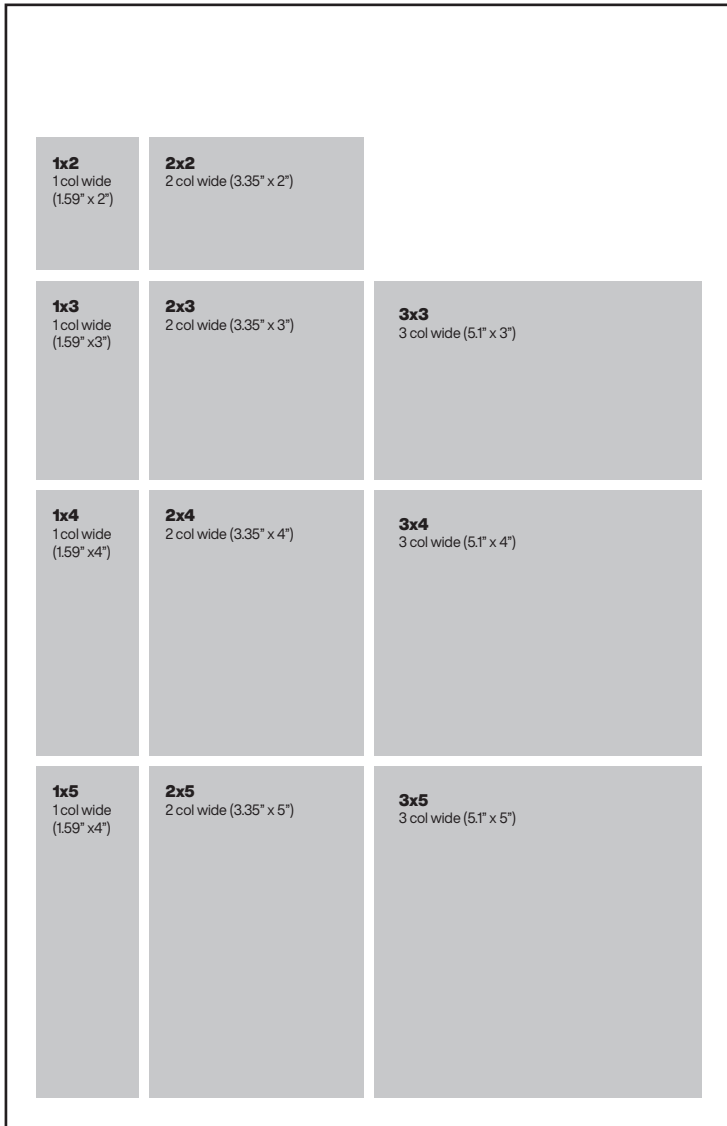 1x2
1 col wide
(1.59” x 2”)
2x2
2 col wide (3.35” x 2”)
1x3
1 col wide
(1.59” x3”)
2x3
2 col wide (3.35” x 3”)
3x3
3 col wide (5.1” x 3”)
1x4
1 col wide
(1.59” x4”)
2x4
2 col wide (3.35” x 4”)
3x4
3 col wide (5.1” x 4”)
1x5
1 col wide
(1.59” x4”)
2x5
2 col wide (3.35” x 5”)
3x5
3 col wide (5.1” x 5”)